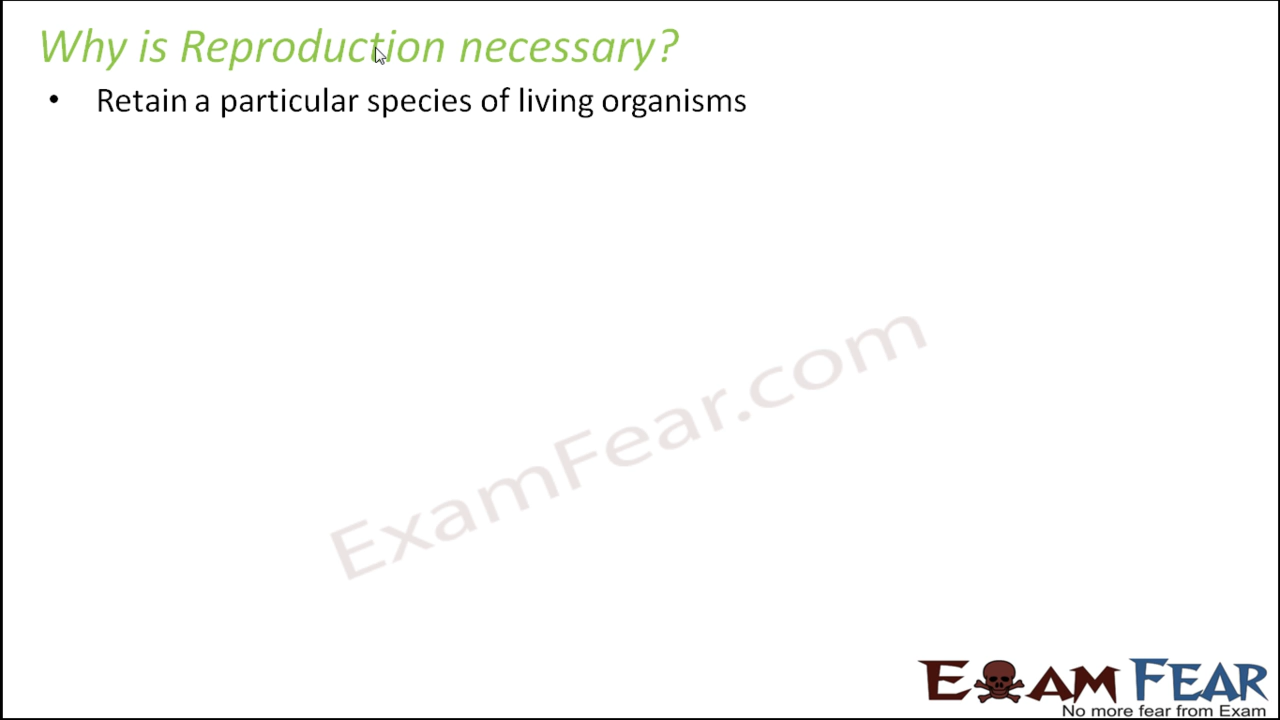 Why is Reproduction necessary?
• Retain a particular species of living organisms
ExamFear.com
EXAM FEAR
No more fear from Exam